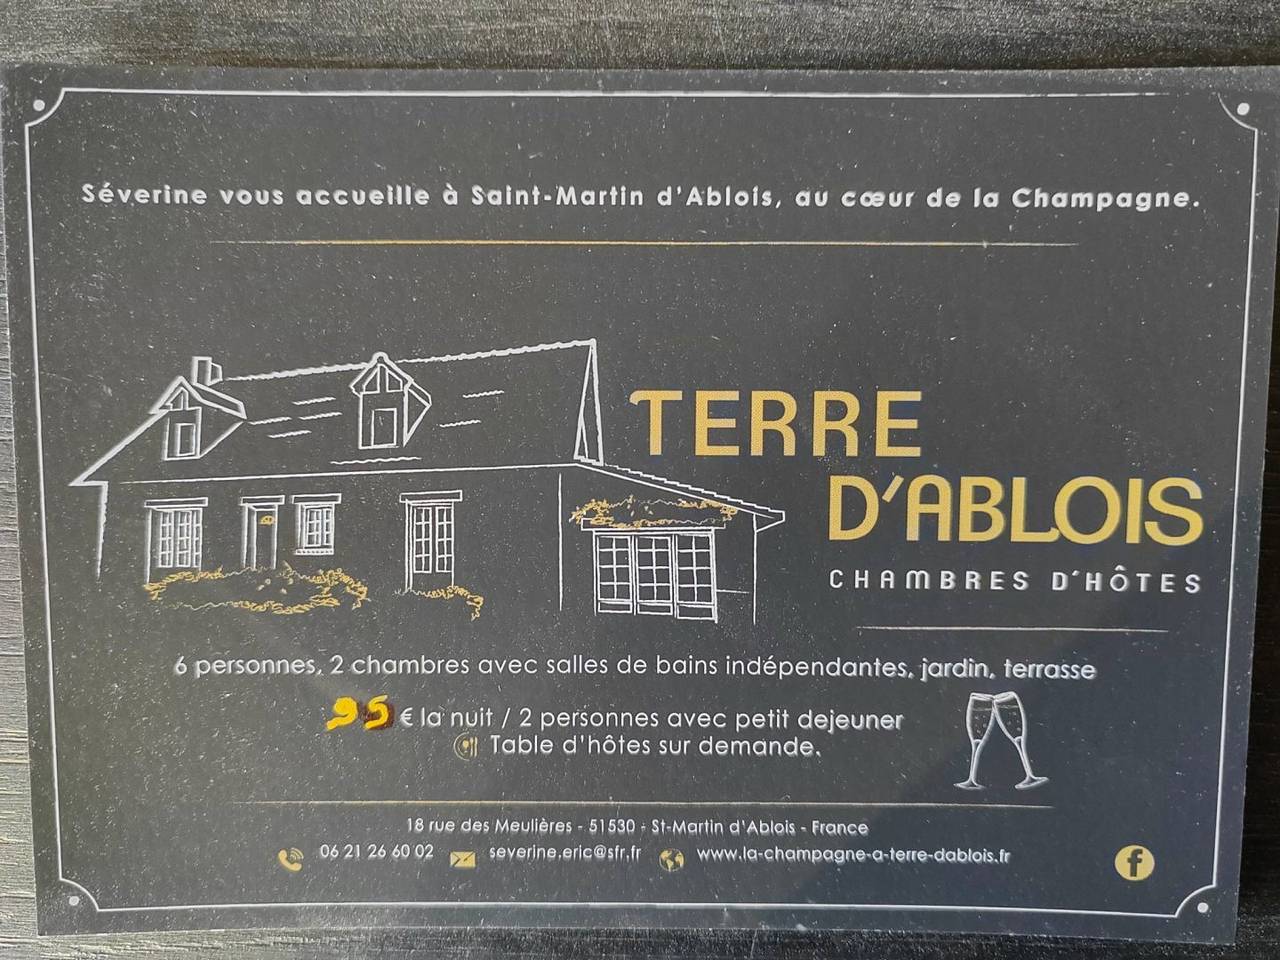 Séverine vous accueille à Saint-Martin d'Ablois, au cœur de la Champagne.
TERRE
D'ABLOIS
CHAMBRES D'HÔTES
6 personnes, 2 chambres avec salles de bains indépendantes, jardin, terrasse
95 € la nuit / 2 personnes avec petit dejeuner
Table d'hôtes sur demande.
18 rue des Meulières - 51530 - St-Martin d'Ablois - France
06 21 26 60 02 severine.eric@sfr.fr www.la-champagne-a-terre-dablois.fr f